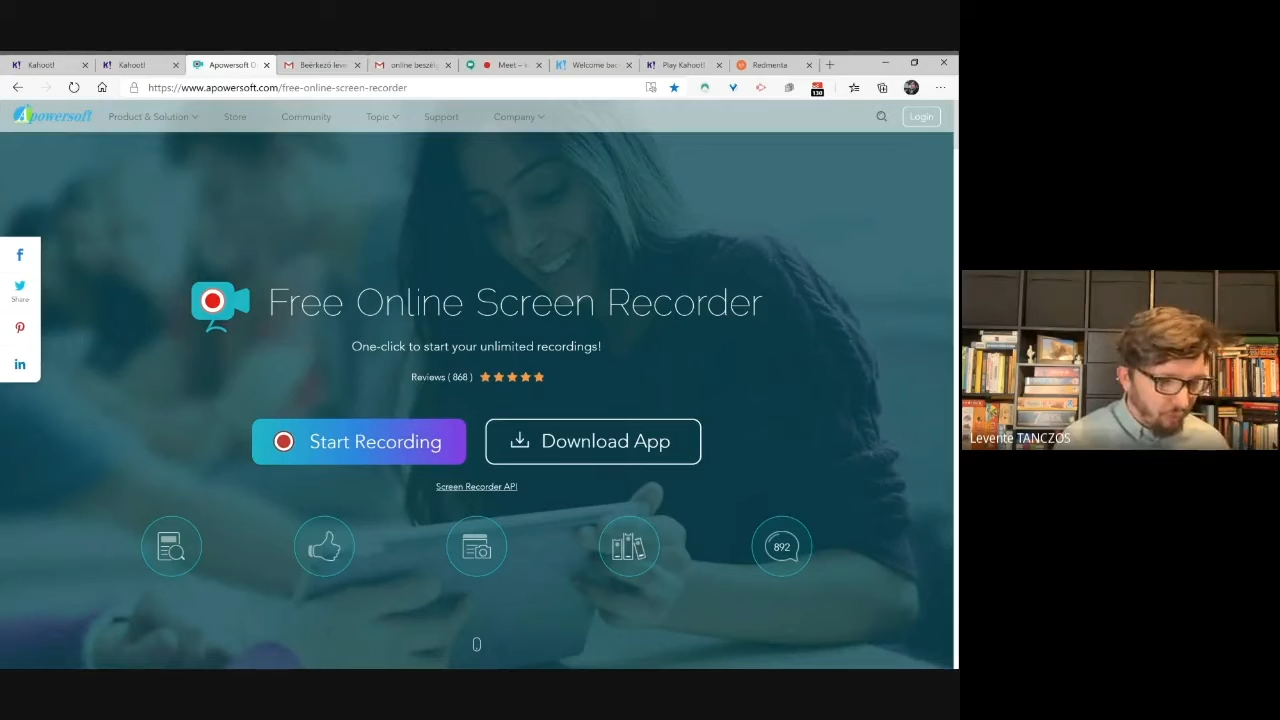 Kahoot!
Kahoot!
Apowersoft O
Beérkező leve
online beszélg
Meet – i
Welcome bac
Play Kahoot!
Redmenta
https://www.apowersoft.com/free-online-screen-recorder
130
Apowersoft
Product & Solution
Store
Community
Topic
Support
Company
Login
Share
Free Online Screen Recorder
One-click to start your unlimited recordings!
Reviews ( 868 )
Start Recording
Download App
Screen Recorder API
892
Levente TANCZOS